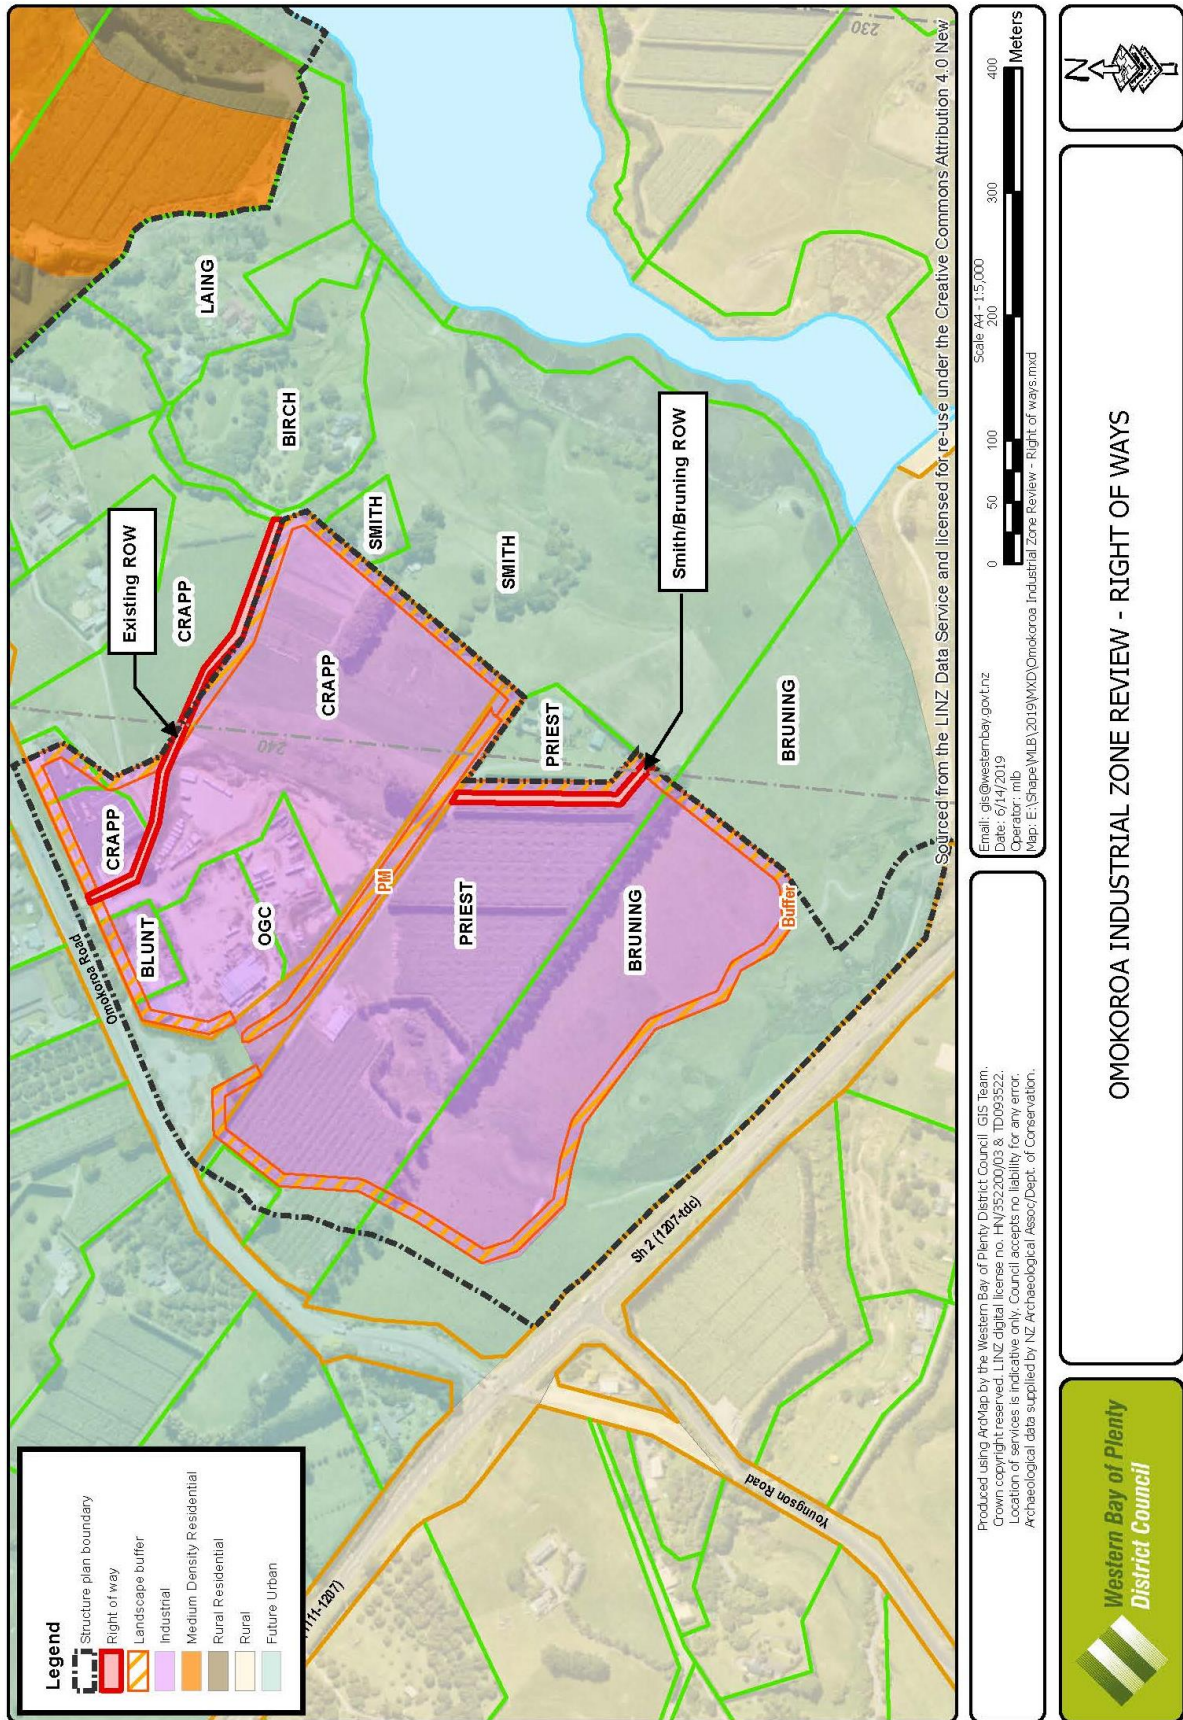 Legend
Structure plan boundary
Right of way
Landscape buffer
Industrial
Medium Density Residential
Rural Residential
Rural
Future Urban
Omokoroa Road
Existing ROW
LAING
CRAPP
CRAPP
CRAPP
BIRCH
SMITH
SMITH
BLUNT
OGC
PM
240
230
PRIEST
PRIEST
Smith/Bruning ROW
BRUNING
BRUNING
Buffer
Sh 2 (1207-tdc)
Youngson Road
Sourced from the LINZ Data Service and licensed for re-use under the Creative Commons Attribution 4.0 New
Produced using ArcMap by the Western Bay of Plenty District Council GIS Team.
Crown copyright reserved. LINZ digital license no. HN/352200/03 & TD093522.
Location of services is indicative only. Council accepts no liability for any error.
Archaeological data supplied by NZ Archaeological Assoc/Dept. of Conservation.
Email: gis@westernbay.govt.nz
Date: 6/14/2019
Operator: mlb
Map: E:\Shape\MLB\2019\MXD\Omokoroa Industrial Zone Review - Right of ways.mxd
Scale A4 - 1:5,000
0 50 100 200 300 400
Meters
Western Bay of Plenty
District Council
OMOKOROA INDUSTRIAL ZONE REVIEW - RIGHT OF WAYS
N